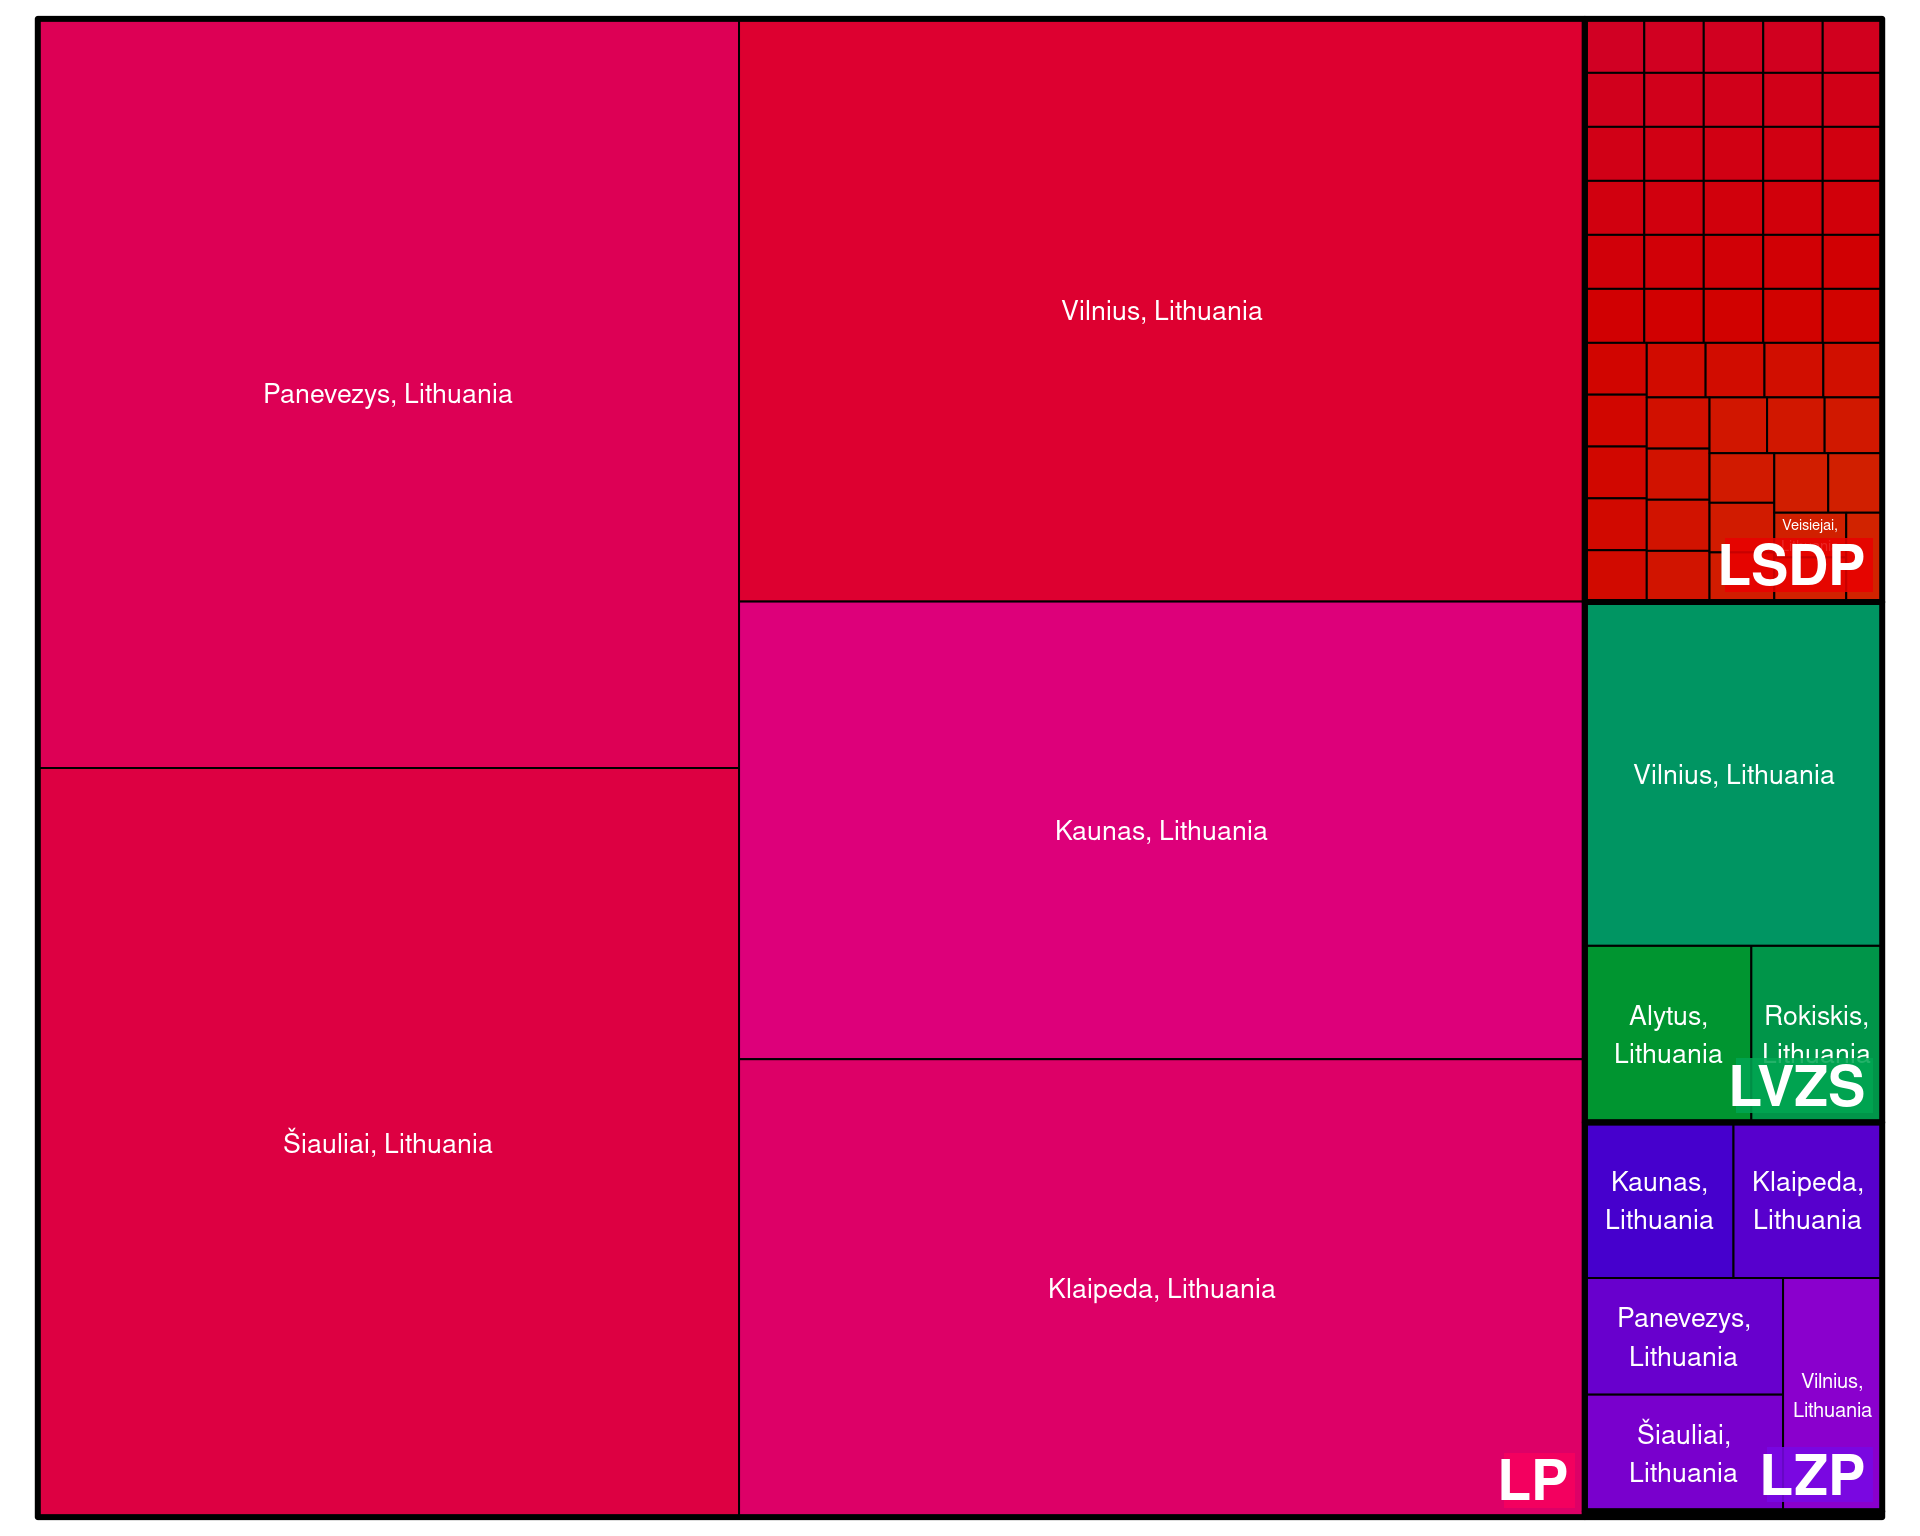 Panevezys, Lithuania
Šiauliai, Lithuania
Vilnius, Lithuania
Kaunas, Lithuania
Klaipeda, Lithuania
LP
Veisiejai,
LSDP
Vilnius, Lithuania
Alytus,
Lithuania
Rokiskis,
Lithuania
LVZS
Kaunas,
Lithuania
Klaipeda,
Lithuania
Panevezys,
Lithuania
Šiauliai,
Lithuania
Vilnius,
Lithuania
LZP